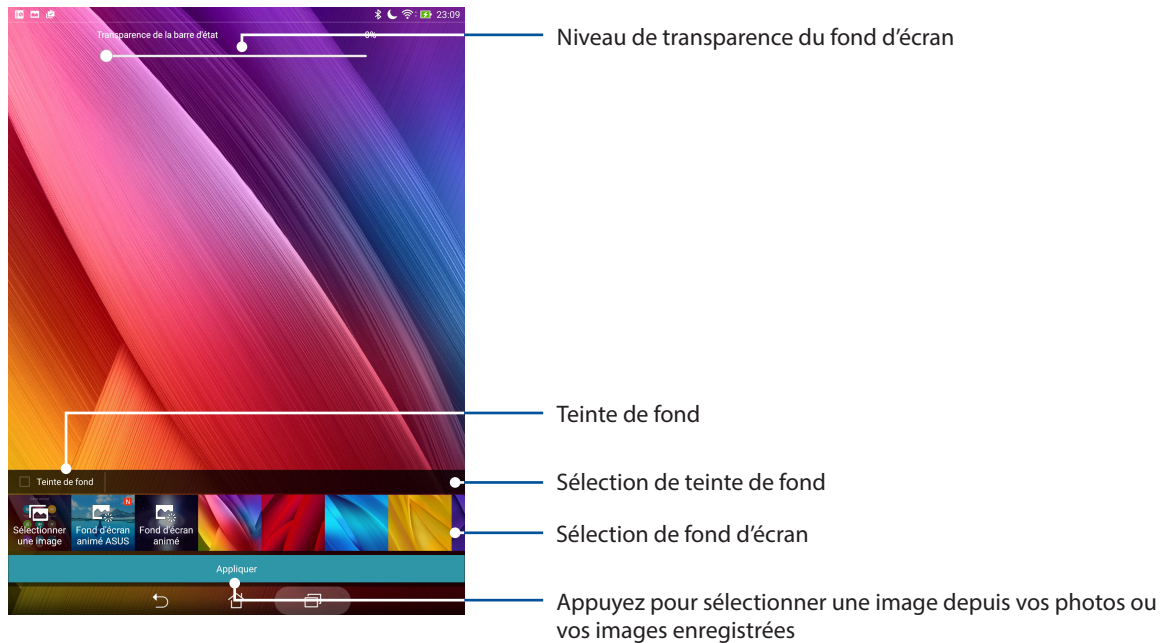 23:09
Transparence de la barre d'état 0%
Niveau de transparence du fond d'écran
Teinte de fond
Teinte de fond
Sélection de teinte de fond
N
Sélectionner une image
Fond d'écran animé ASUS
Fond d'écran animé
Sélection de fond d'écran
Appliquer
Appuyez pour sélectionner une image depuis vos photos ou
vos images enregistrées